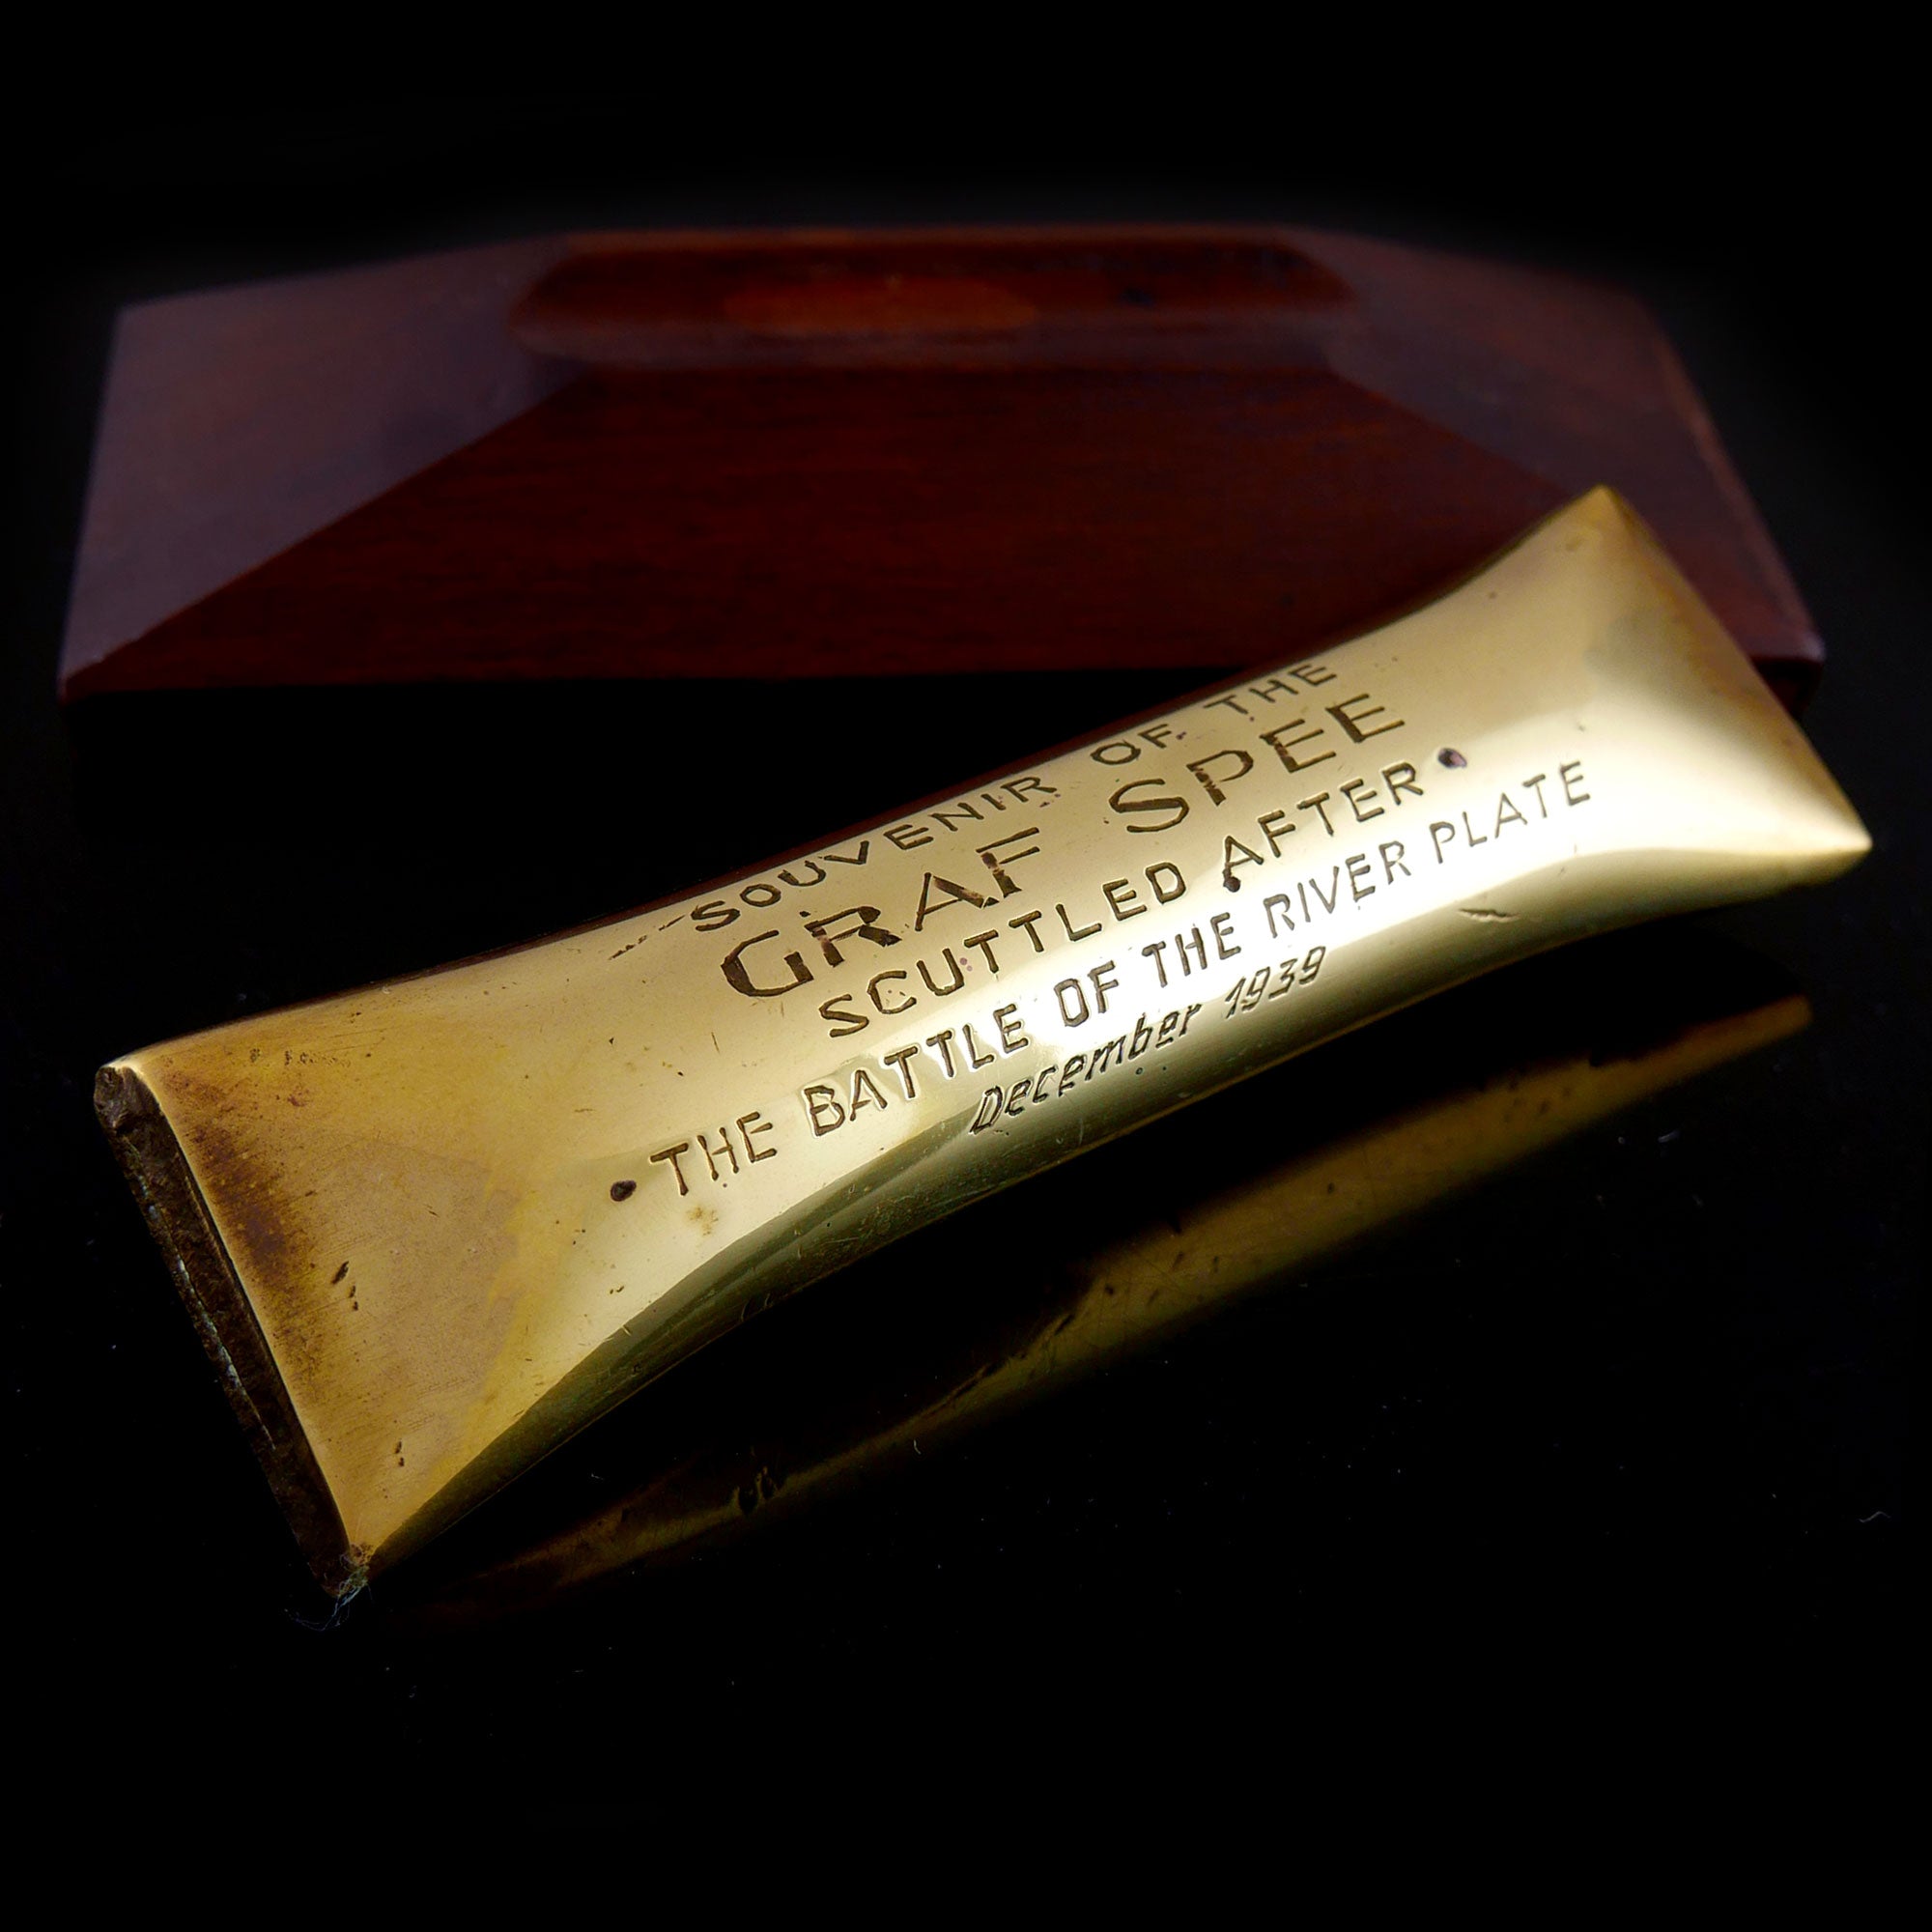 SOUVENIR OF THE
GRAF SPEE
SCUTTLED AFTER
THE BATTLE OF THE RIVER PLATE
December 1939